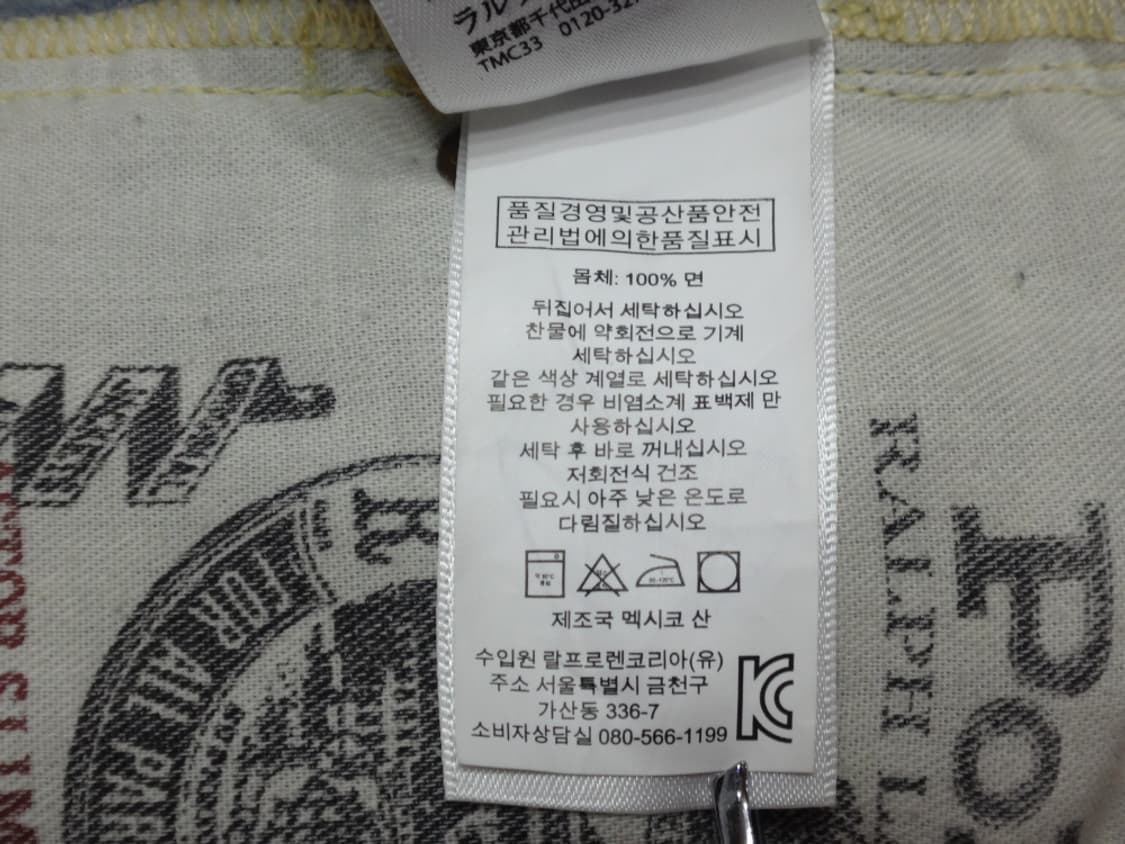 ラル
東京都千代田
TMC33 0120-327
품질경영및공산품안전
관리법에의한품질표시
몸체: 100% 면
뒤집어서 세탁하십시오
찬물에 약회전으로 기계
세탁하십시오
같은 색상 계열로 세탁하십시오
필요한 경우 비염소계 표백제 만
사용하십시오
세탁 후 바로 꺼내십시오
저회전식 건조
필요시 아주 낮은 온도로
다림질하십시오
제조국 멕시코 산
수입원 랄프로렌코리아(유)
주소 서울특별시 금천구
가산동 336-7
소비자상담실 080-566-1199
KC
FOR ALL
RALPH L
Po